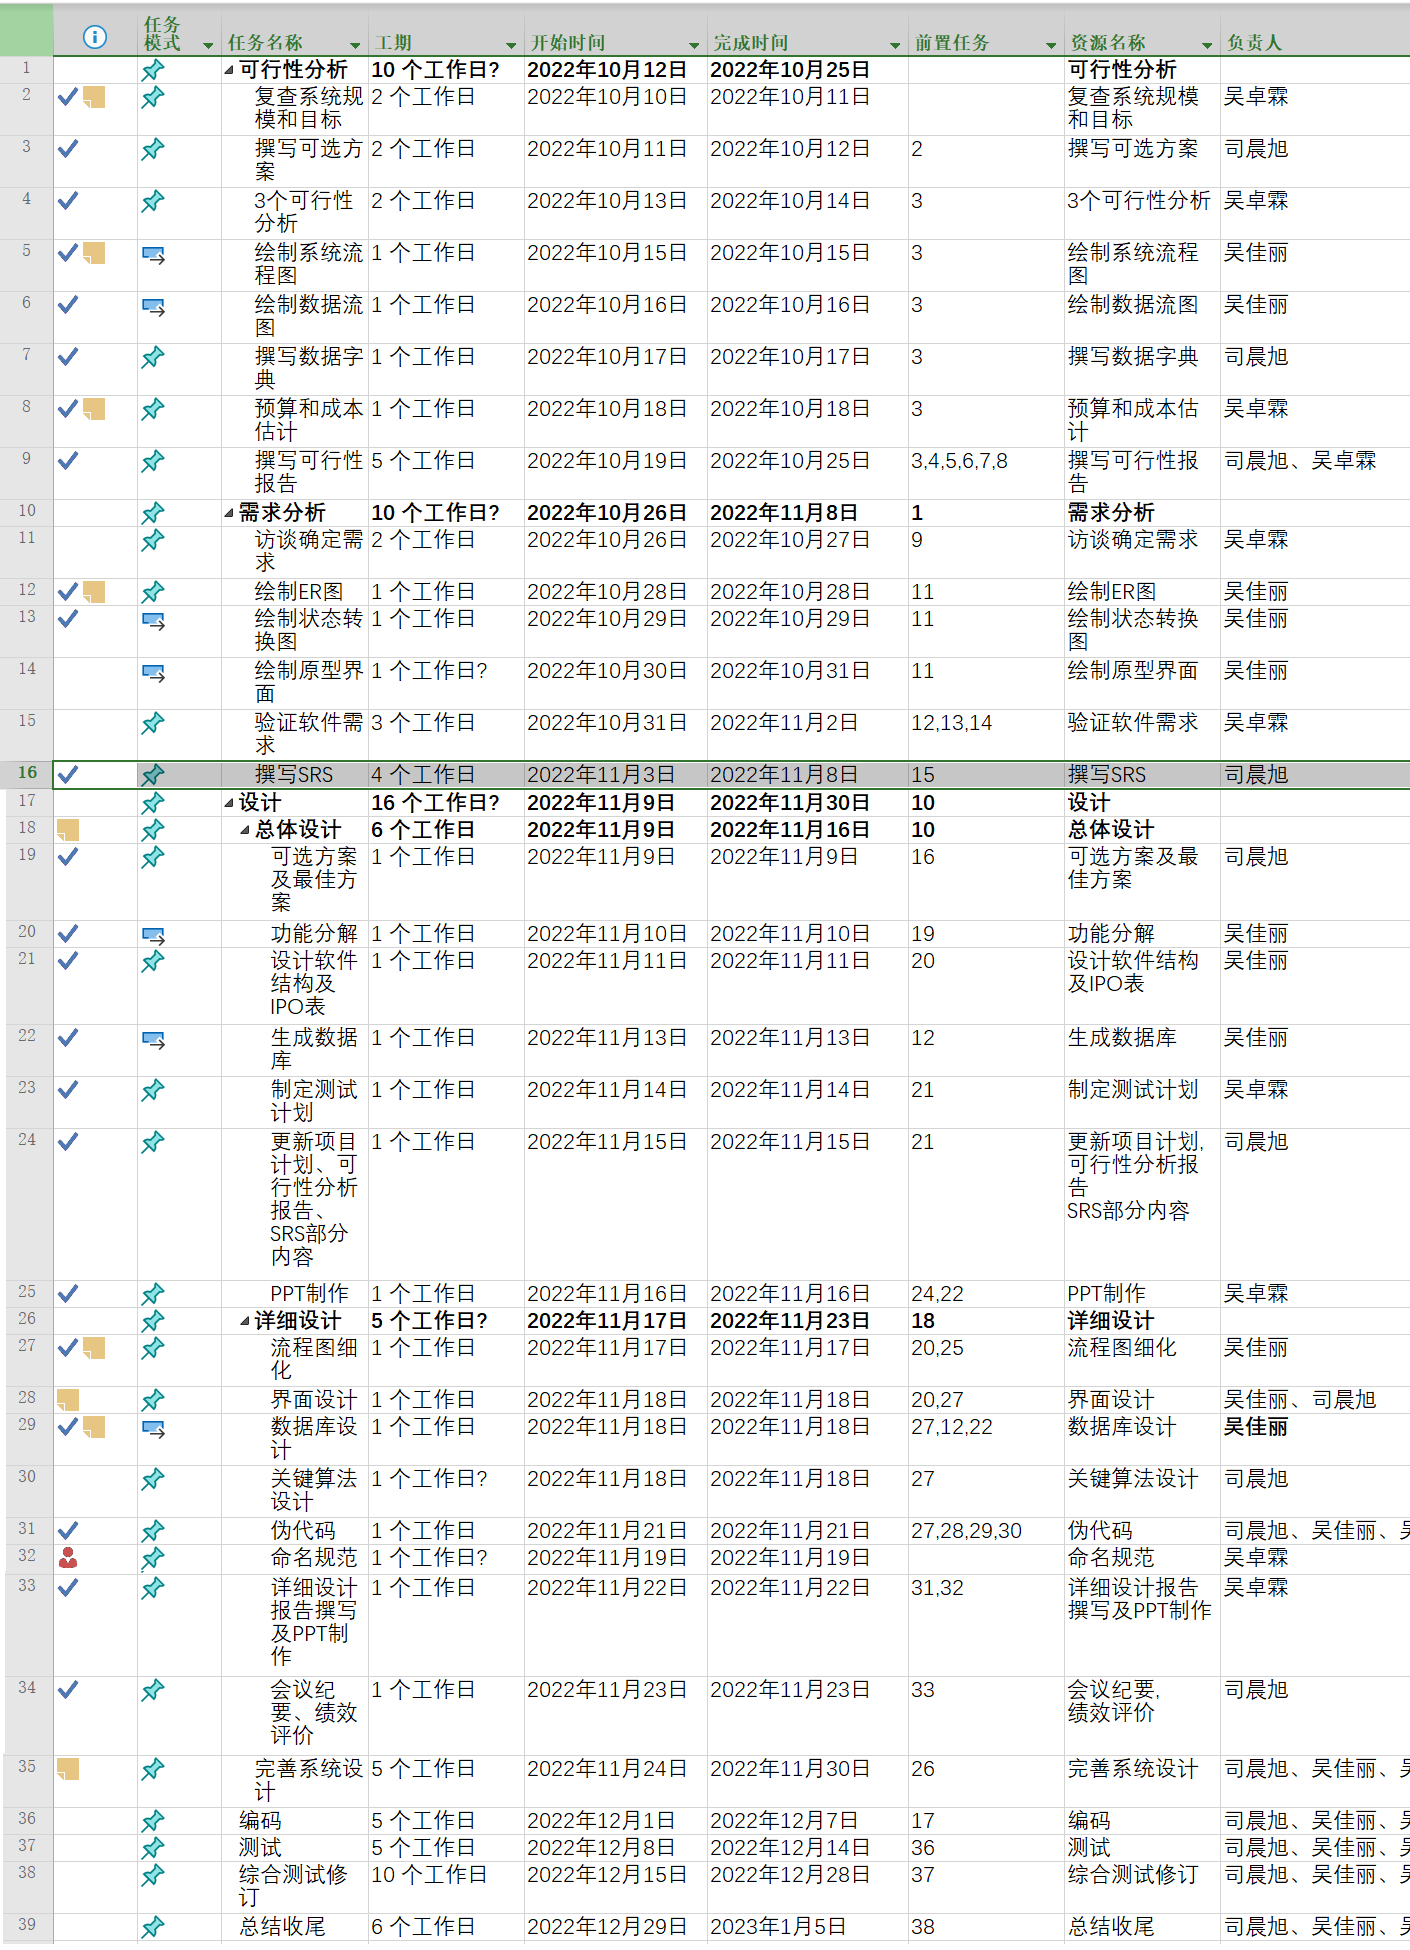 任务模式 任务名称 工期 开始时间 完成时间 前置任务 资源名称 负责人
1 可行性分析 10 个工作日? 2022年10月12日 2022年10月25日 可行性分析
2 复查系统规模和目标 2 个工作日 2022年10月10日 2022年10月11日 复查系统规模和目标 吴卓霖
3 撰写可选方案 2 个工作日 2022年10月11日 2022年10月12日 2 撰写可选方案 司晨旭
4 3个可行性分析 2 个工作日 2022年10月13日 2022年10月14日 3 3个可行性分析 吴卓霖
5 绘制系统流程图 1 个工作日 2022年10月15日 2022年10月15日 3 绘制系统流程图 吴佳丽
6 绘制数据流图 1 个工作日 2022年10月16日 2022年10月16日 3 绘制数据流图 吴佳丽
7 撰写数据字典 1 个工作日 2022年10月17日 2022年10月17日 3 撰写数据字典 司晨旭
8 预算和成本估计 1 个工作日 2022年10月18日 2022年10月18日 3 预算和成本估计 吴卓霖
9 撰写可行性报告 5 个工作日 2022年10月19日 2022年10月25日 3,4,5,6,7,8 撰写可行性报告 司晨旭、吴卓霖
10 需求分析 10 个工作日? 2022年10月26日 2022年11月8日 1 需求分析
11 访谈确定需求 2 个工作日 2022年10月26日 2022年10月27日 9 访谈确定需求 吴卓霖
12 绘制ER图 1 个工作日 2022年10月28日 2022年10月28日 11 绘制ER图 吴佳丽
13 绘制状态转换图 1 个工作日 2022年10月29日 2022年10月29日 11 绘制状态转换图 吴佳丽
14 绘制原型界面 1 个工作日? 2022年10月30日 2022年10月31日 11 绘制原型界面 吴佳丽
15 验证软件需求 3 个工作日 2022年10月31日 2022年11月2日 12,13,14 验证软件需求 吴卓霖
16 撰写SRS 4 个工作日 2022年11月3日 2022年11月8日 15 撰写SRS 司晨旭
17 设计 16 个工作日? 2022年11月9日 2022年11月30日 10 设计
18 总体设计 6 个工作日 2022年11月9日 2022年11月16日 10 总体设计
19 可选方案及最佳方案 1 个工作日 2022年11月9日 2022年11月9日 16 可选方案及最佳方案 司晨旭
20 功能分解 1 个工作日 2022年11月10日 2022年11月10日 19 功能分解 吴佳丽
21 设计软件结构及IPO表 1 个工作日 2022年11月11日 2022年11月11日 20 设计软件结构及IPO表 吴佳丽
22 生成数据库 1 个工作日 2022年11月13日 2022年11月13日 12 生成数据库 吴佳丽
23 制定测试计划 1 个工作日 2022年11月14日 2022年11月14日 21 制定测试计划 吴卓霖
24 更新项目计划、可行性分析报告、SRS部分内容 1 个工作日 2022年11月15日 2022年11月15日 21 更新项目计划,可行性分析报告 SRS部分内容 司晨旭
25 PPT制作 1 个工作日 2022年11月16日 2022年11月16日 24,22 PPT制作 吴卓霖
26 详细设计 5 个工作日? 2022年11月17日 2022年11月23日 18 详细设计
27 流程图细化 1 个工作日 2022年11月17日 2022年11月17日 20,25 流程图细化 吴佳丽
28 界面设计 1 个工作日 2022年11月18日 2022年11月18日 20,27 界面设计 吴佳丽、司晨旭
29 数据库设计 1 个工作日 2022年11月18日 2022年11月18日 27,12,22 数据库设计 吴佳丽
30 关键算法设计 1 个工作日? 2022年11月18日 2022年11月18日 27 关键算法设计 司晨旭
31 伪代码 1 个工作日 2022年11月21日 2022年11月21日 27,28,29,30 伪代码 司晨旭、吴佳丽、
32 命名规范 1 个工作日? 2022年11月19日 2022年11月19日 命名规范 吴卓霖
33 详细设计报告撰写及PPT制作 1 个工作日 2022年11月22日 2022年11月22日 31,32 详细设计报告撰写及PPT制作 吴卓霖
34 会议纪要、绩效评价 1 个工作日 2022年11月23日 2022年11月23日 33 会议纪要,绩效评价 司晨旭
35 完善系统设计 5 个工作日 2022年11月24日 2022年11月30日 26 完善系统设计 司晨旭、吴佳丽、
36 编码 5 个工作日 2022年12月1日 2022年12月7日 17 编码 司晨旭、吴佳丽、
37 测试 5 个工作日 2022年12月8日 2022年12月14日 36 测试 司晨旭、吴佳丽、
38 综合测试修订 10 个工作日 2022年12月15日 2022年12月28日 37 综合测试修订 司晨旭、吴佳丽、
39 总结收尾 6 个工作日 2022年12月29日 2023年1月5日 38 总结收尾 司晨旭、吴佳丽、